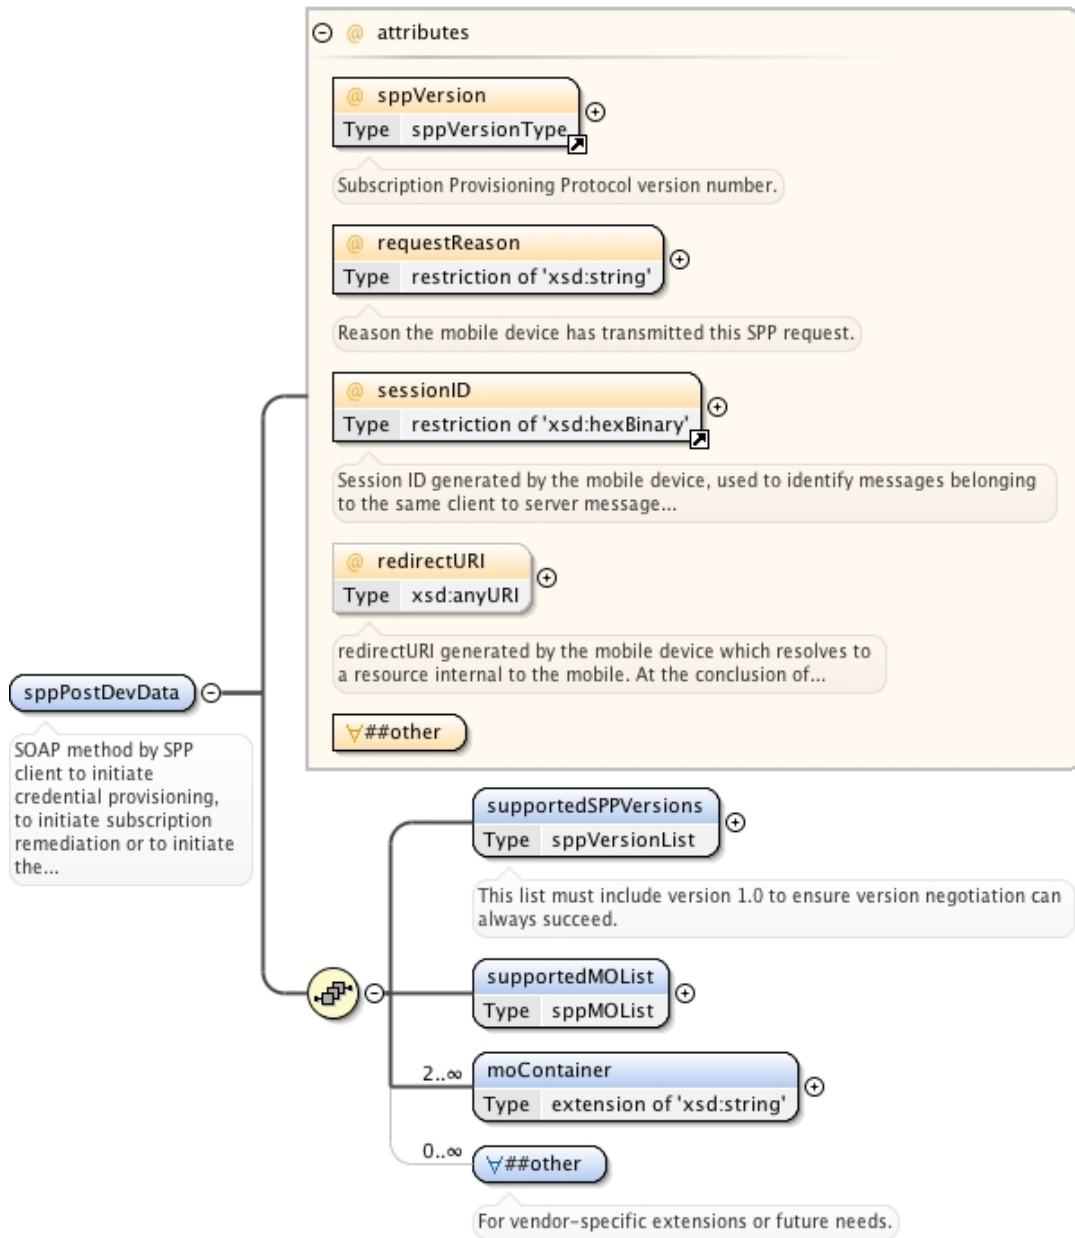 @ attributes
@ sppVersion
Type sppVersionType
Subscription Provisioning Protocol version number.
@ requestReason
Type restriction of 'xsd:string'
Reason the mobile device has transmitted this SPP request.
@ sessionID
Type restriction of 'xsd:hexBinary'
Session ID generated by the mobile device, used to identify messages belonging
to the same client to server message...
@ redirectURI
Type xsd:anyURI
redirectURI generated by the mobile device which resolves to
a resource internal to the mobile. At the conclusion of...
∀##other
sppPostDevData
SOAP method by SPP
client to initiate
credential provisioning,
to initiate subscription
remediation or to initiate
the...
supportedSPPVersions
Type sppVersionList
This list must include version 1.0 to ensure version negotiation can
always succeed.
supportedMOList
Type sppMOList
2..∞
moContainer
Type extension of 'xsd:string'
0..∞
∀##other
For vendor-specific extensions or future needs.